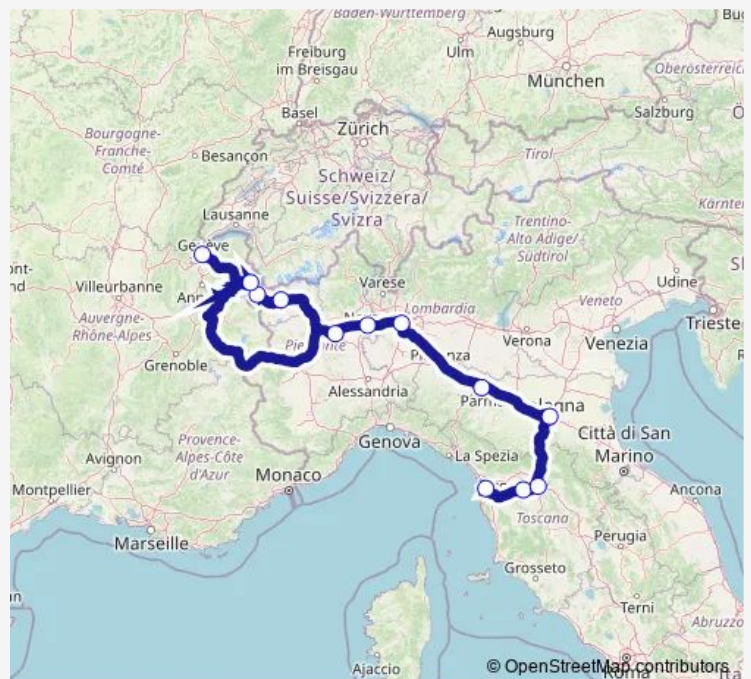 Baden-Württemberg
Augsburg
Ulm
Freiburg
im Breisgau
München
Oberösterreich
Salzburg
Basel
Bourgogne-
Franche-
Comté
Besançon
Zürich
Tirol
Schweiz/
Suisse/Svizzera/
Svizra
Lausanne
Trentino-
Alto Adige/
Südtirol
Genève
Villeurbanne
Varese
Udine
Lombardia
Veneto
Trieste
Auvergne-
Rhône-Alpes
Verona
Venezia
Grenoble
Alessandria
Genova
Città di San
Marino
La Spezia
Provence-
Alpes-Côte
d'Azur
Avignon
Monaco
Montpellier
Ancona
Toscana
Marseille
Perugia
Grosseto
Terni
Ajaccio
© OpenStreetMap contributors
Roma